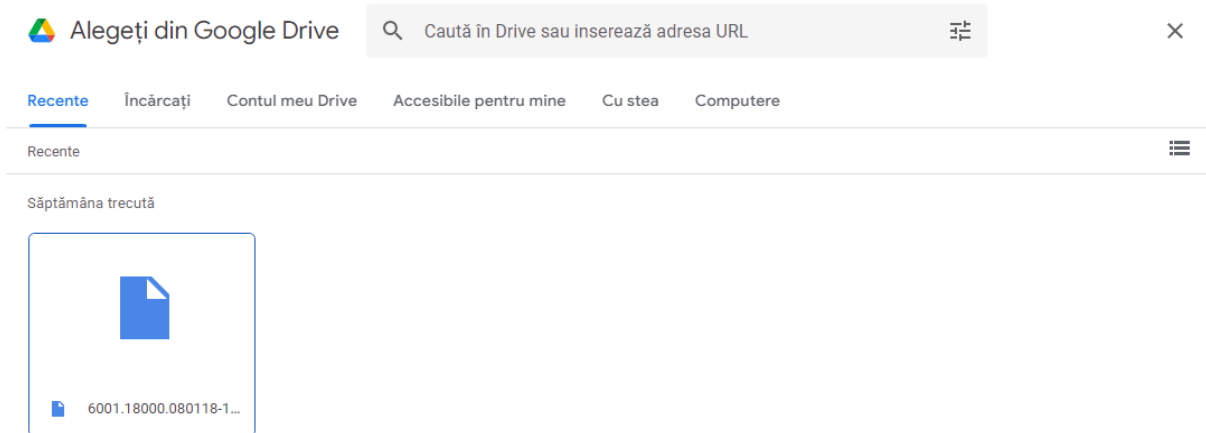 Alegeți din Google Drive
Caută în Drive sau inserează adresa URL
Recente Încărcați Contul meu Drive Accesibile pentru mine Cu stea Computere
Recente
Săptămâna trecută
6001.18000.080118-1...